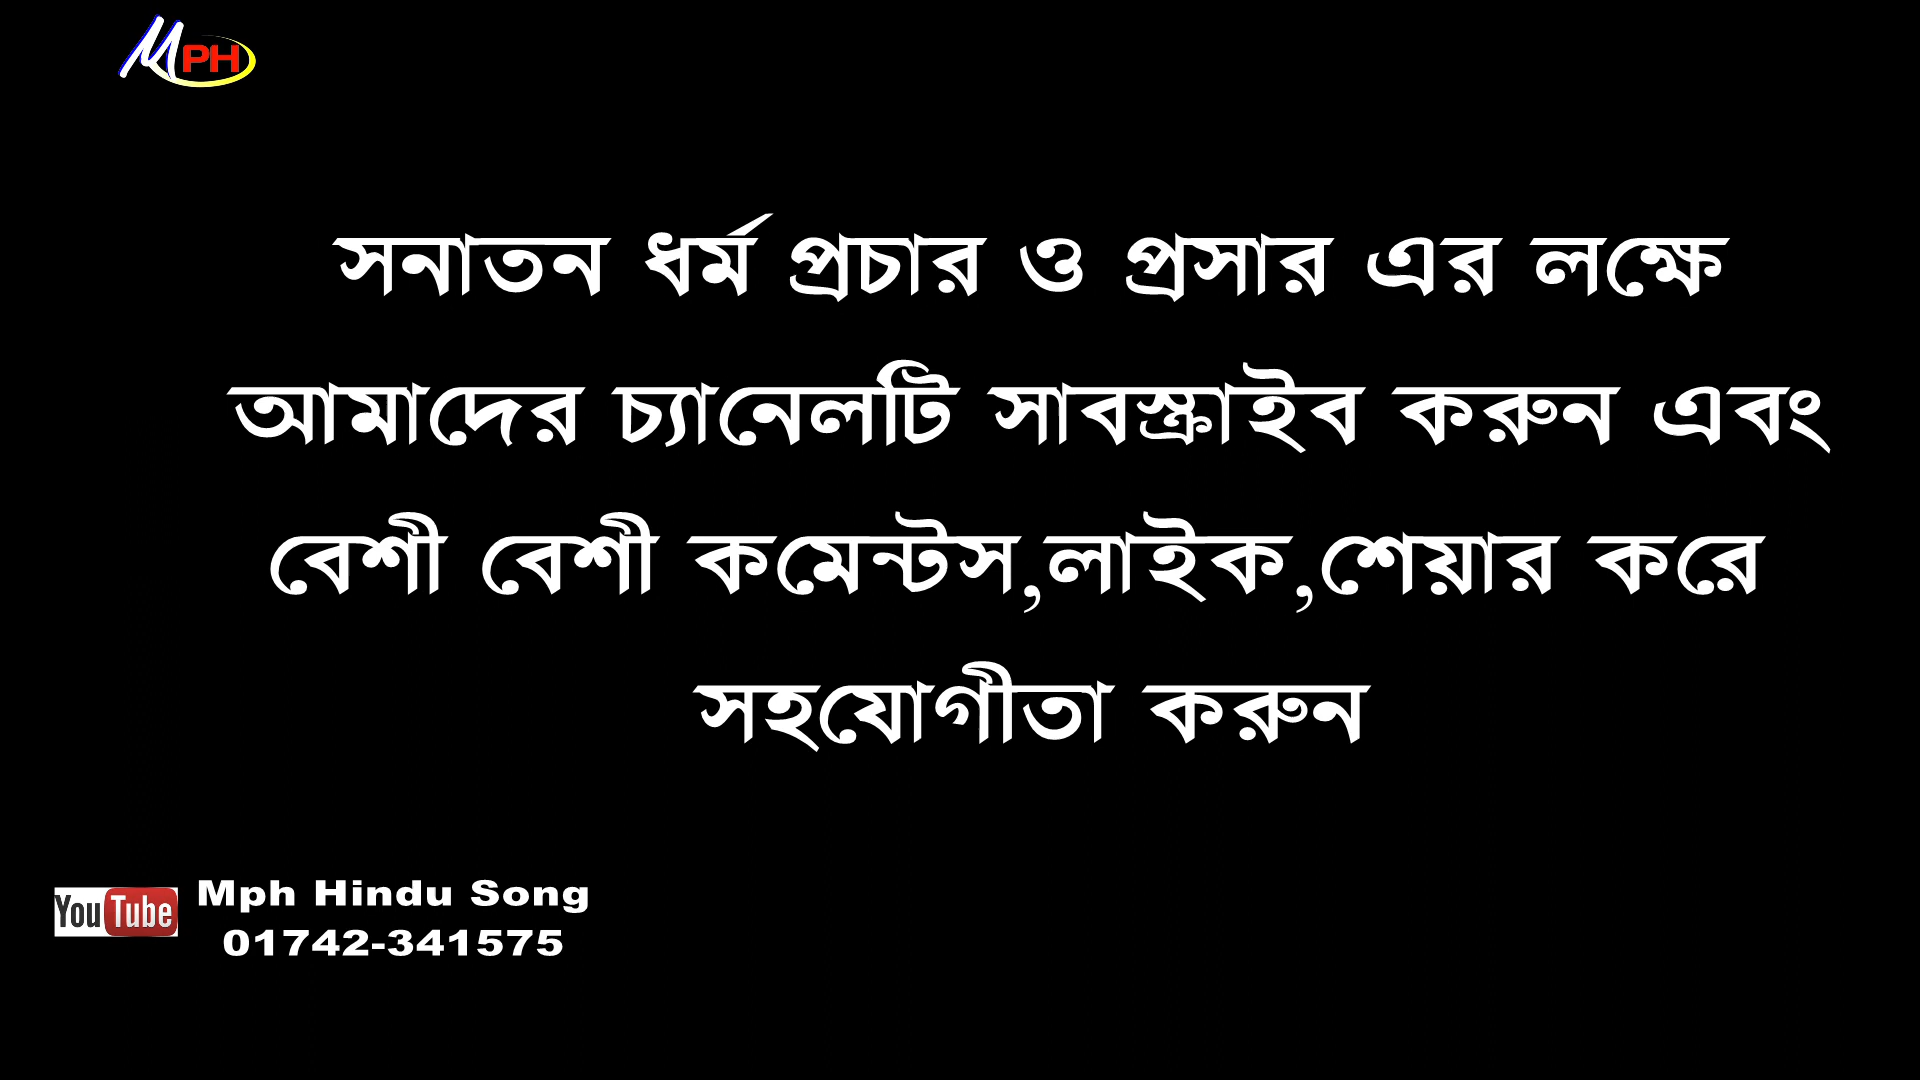 MPH
সনাতন ধর্ম প্রচার ও প্রসার এর লক্ষে
আমাদের চ্যানেলটি সাবস্ক্রাইব করুন এবং
বেশী বেশী কমেন্টস,লাইক,শেয়ার করে
সহযোগীতা করুন
YouTube
Mph Hindu Song
01742-341575